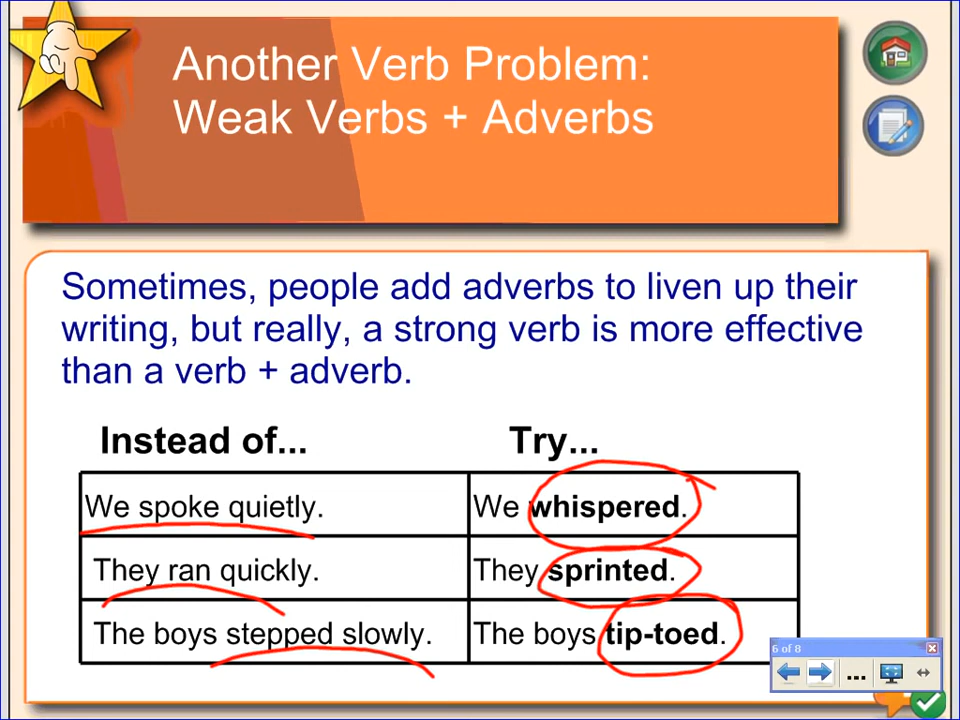 Another Verb Problem:
Weak Verbs + Adverbs
Sometimes, people add adverbs to liven up their
writing, but really, a strong verb is more effective
than a verb + adverb.
Instead of... Try...
We spoke quietly. We whispered.
They ran quickly. They sprinted.
The boys stepped slowly. The boys tip-toed.
6 of 8
...